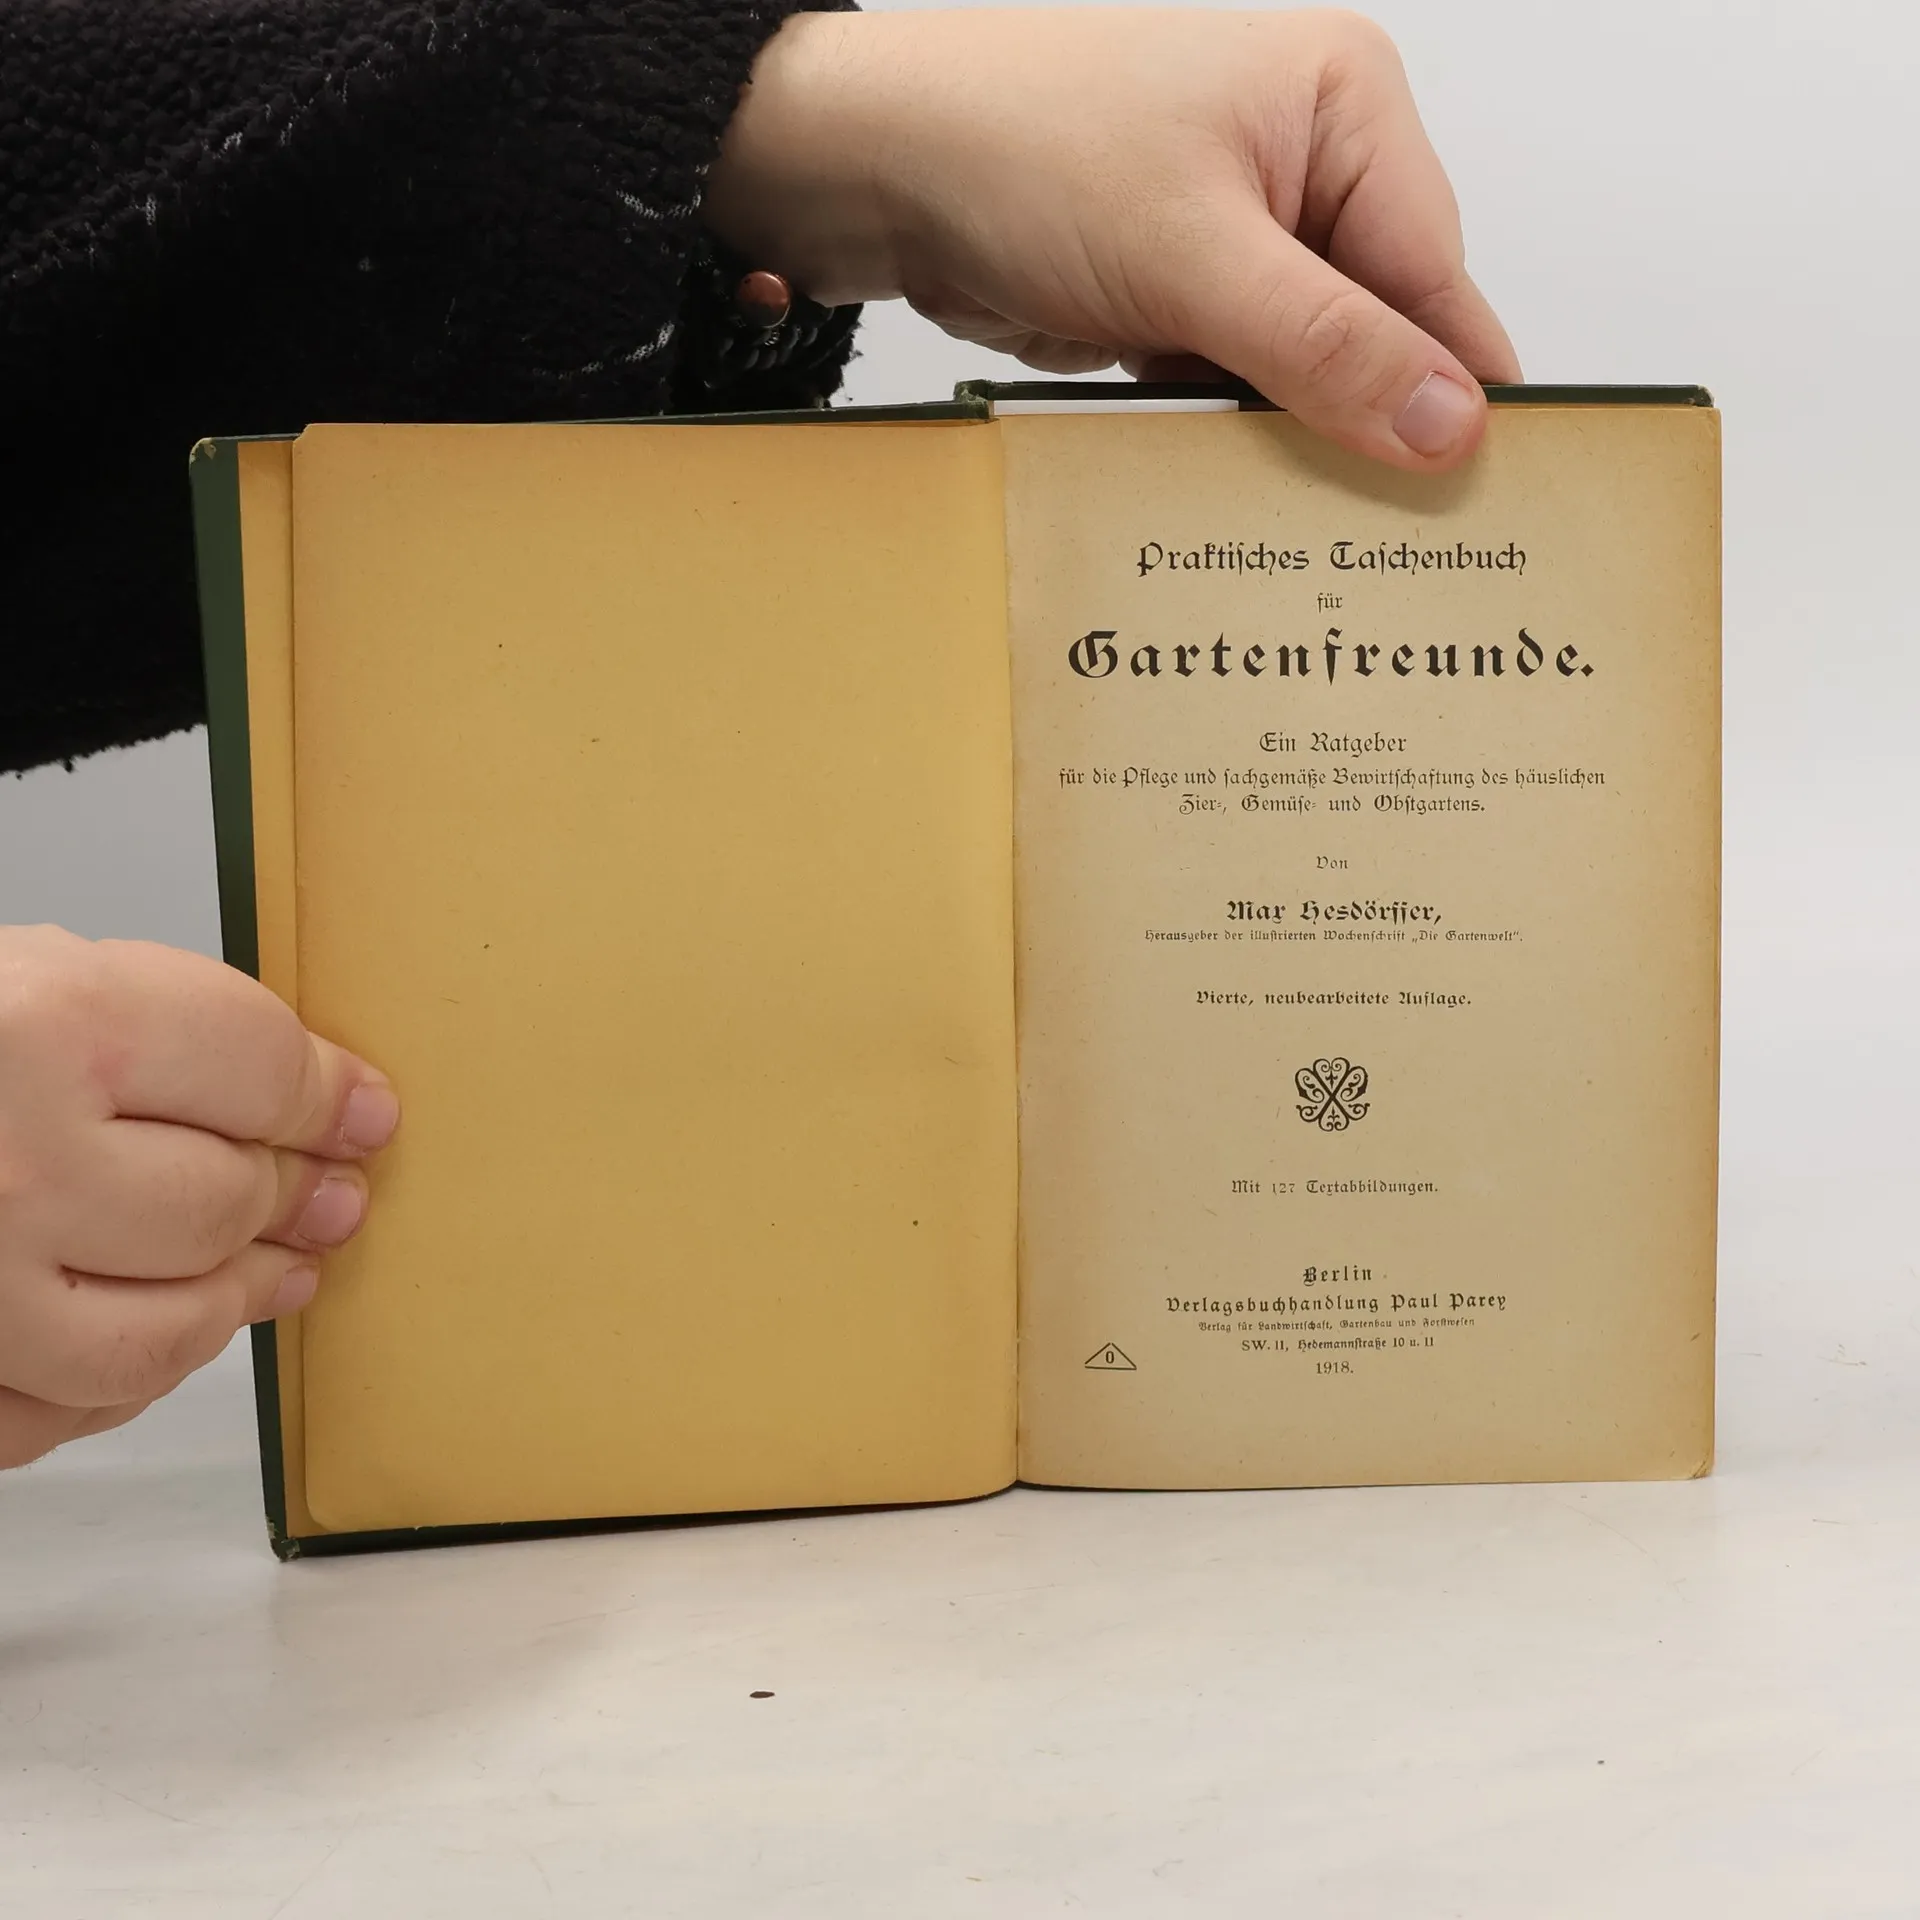 Praktiſches Taſchenbuch
für
Gartenfreunde.
Ein Ratgeber
für die Pflege und ſachgemäße Bewirtſchaftung des häuslichen
Zier-, Gemüſe- und Obſtgartens.
Von
Max Hesdörffer,
Herausgeber der illuſtrierten Wochenſchrift „Die Gartenwelt“.
Vierte, neubearbeitete Auflage.
Mit 127 Textabbildungen.
Berlin
Verlagsbuchhandlung Paul Parey
Verlag für Landwirtſchaft, Gartenbau und Forſtweſen
SW. 11, Hedemannſtraße 10 u. 11
0
1918.